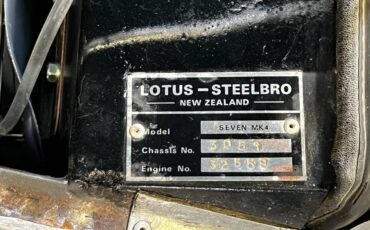 LOTUS – STEELBRO
NEW ZEALAND
Model SEVEN MK4
Chassis No.
Engine No.